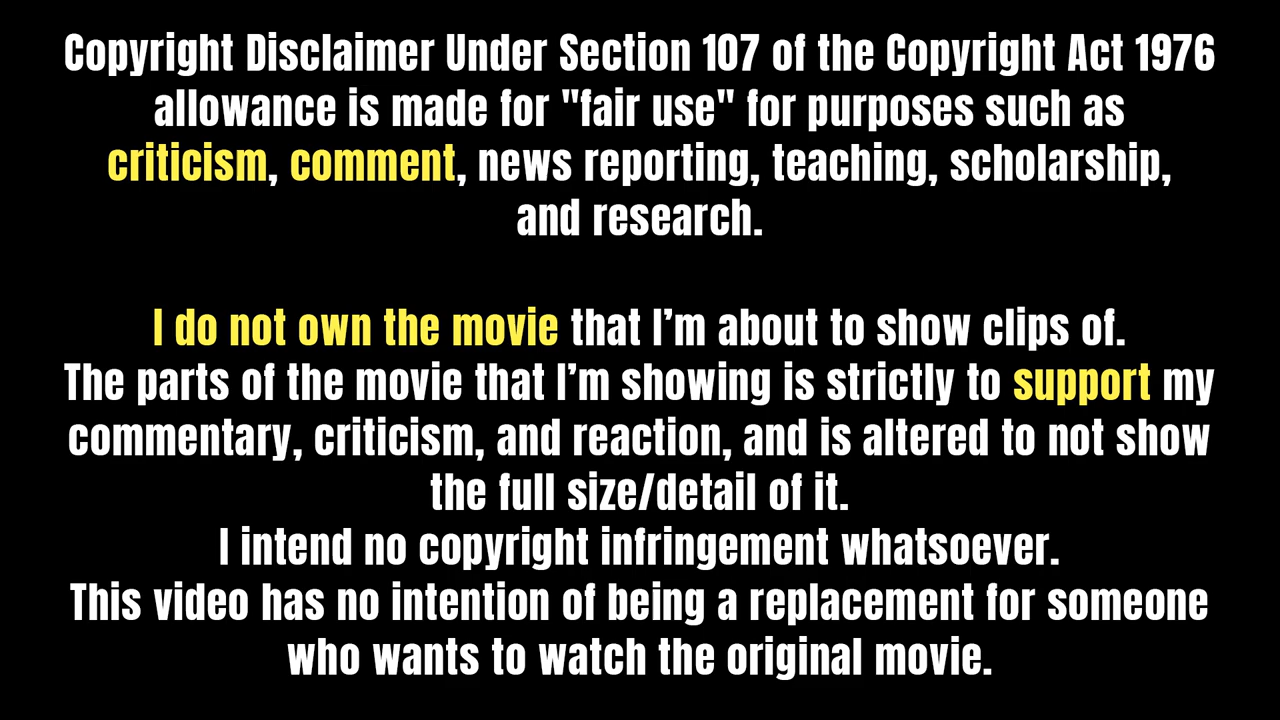 Copyright Disclaimer Under Section 107 of the Copyright Act 1976
allowance is made for "fair use" for purposes such as
criticism, comment, news reporting, teaching, scholarship,
and research.
I do not own the movie that I’m about to show clips of.
The parts of the movie that I’m showing is strictly to support my
commentary, criticism, and reaction, and is altered to not show
the full size/detail of it.
I intend no copyright infringement whatsoever.
This video has no intention of being a replacement for someone
who wants to watch the original movie.